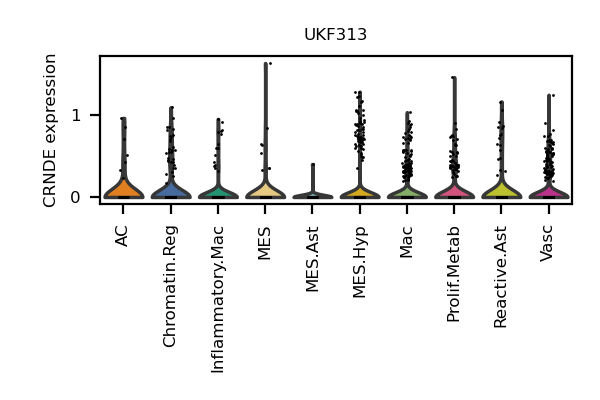 UKF313
CRNDE expression
1
0
AC
Chromatin.Reg
Inflammatory.Mac
MES
MES.Ast
MES.Hyp
Mac
Prolif.Metab
Reactive.Ast
Vasc